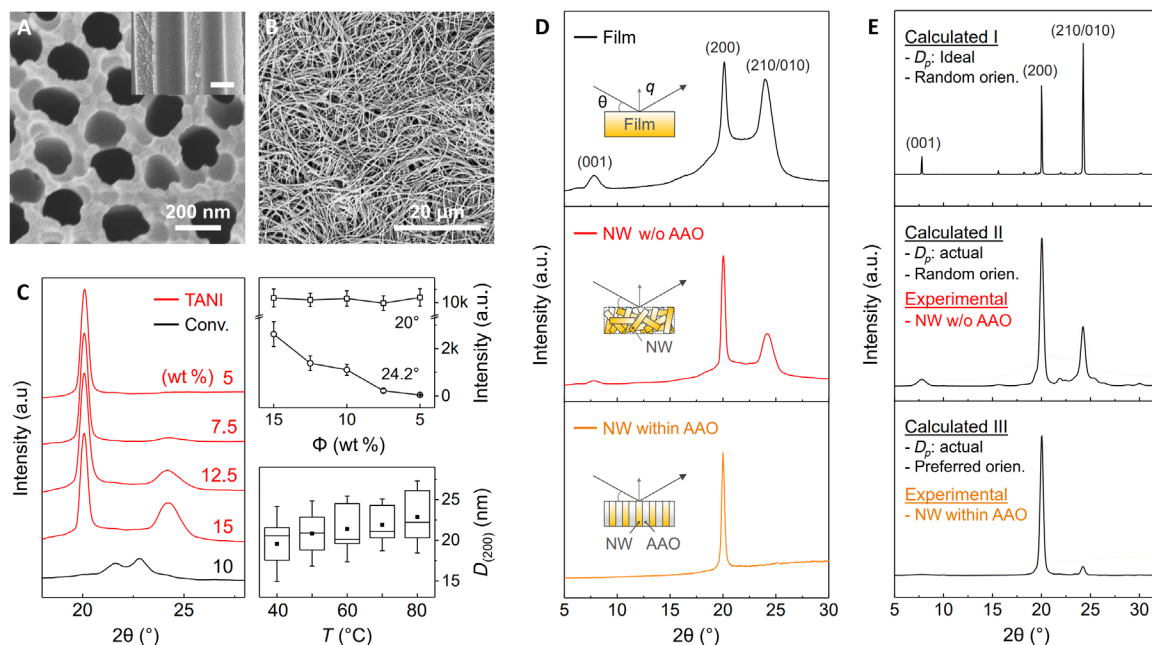 A
200 nm
B
20 μm
C
TANI
Conv.
(wt %) 5
7.5
12.5
15
10
Intensity (a.u)
20 25
2θ (°)
10k
20°
2k
24.2°
0
Intensity (a.u.)
15 10 5
Φ (wt %)
25
20
15
D(200) (nm)
40 50 60 70 80
T (°C)
D
Film
(200)
(210/010)
q
θ
Film
(001)
NW w/o AAO
NW
NW within AAO
NW AAO
Intensity (a.u.)
5 10 15 20 25 30
2θ (°)
E
Calculated I
- Dp: Ideal
- Random orien.
(210/010)
(200)
(001)
Calculated II
- Dp: actual
- Random orien.
Experimental
- NW w/o AAO
Calculated III
- Dp: actual
- Preferred orien.
Experimental
- NW within AAO
Intensity (a.u.)
5 10 15 20 25 30
2θ (°)